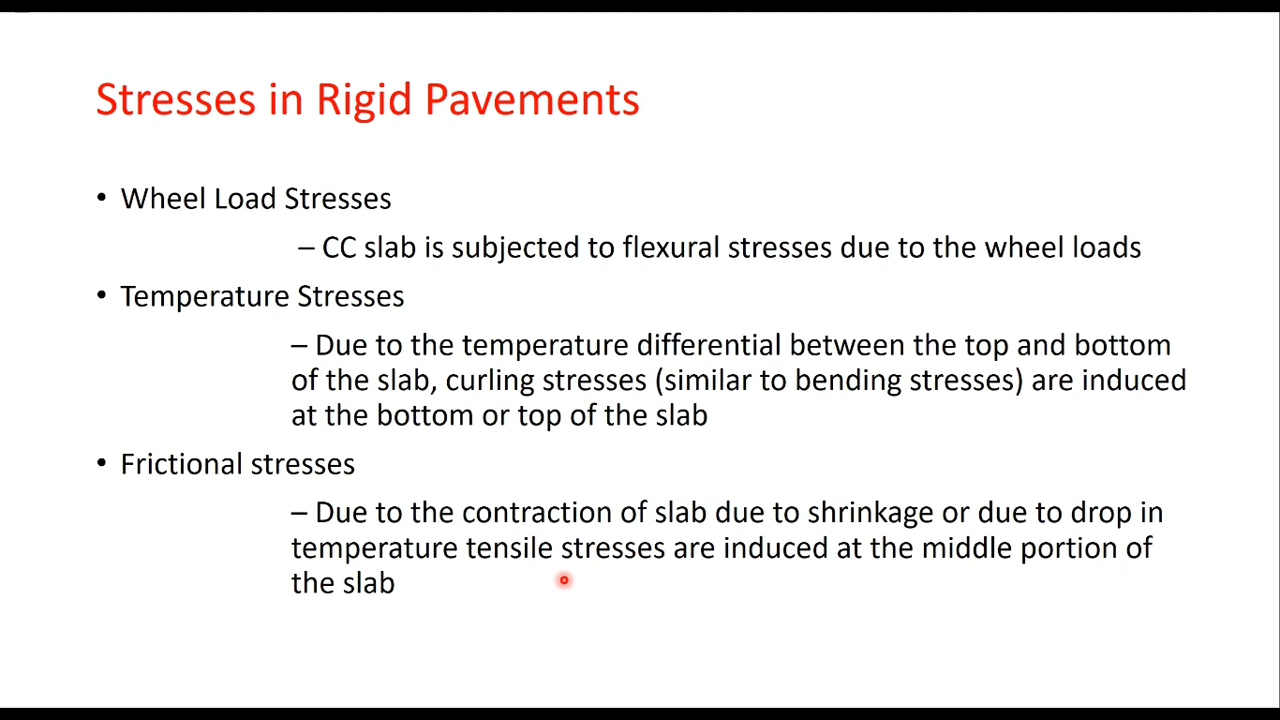 Stresses in Rigid Pavements
• Wheel Load Stresses
– CC slab is subjected to flexural stresses due to the wheel loads
• Temperature Stresses
– Due to the temperature differential between the top and bottom
of the slab, curling stresses (similar to bending stresses) are induced
at the bottom or top of the slab
• Frictional stresses
– Due to the contraction of slab due to shrinkage or due to drop in
temperature tensile stresses are induced at the middle portion of
the slab